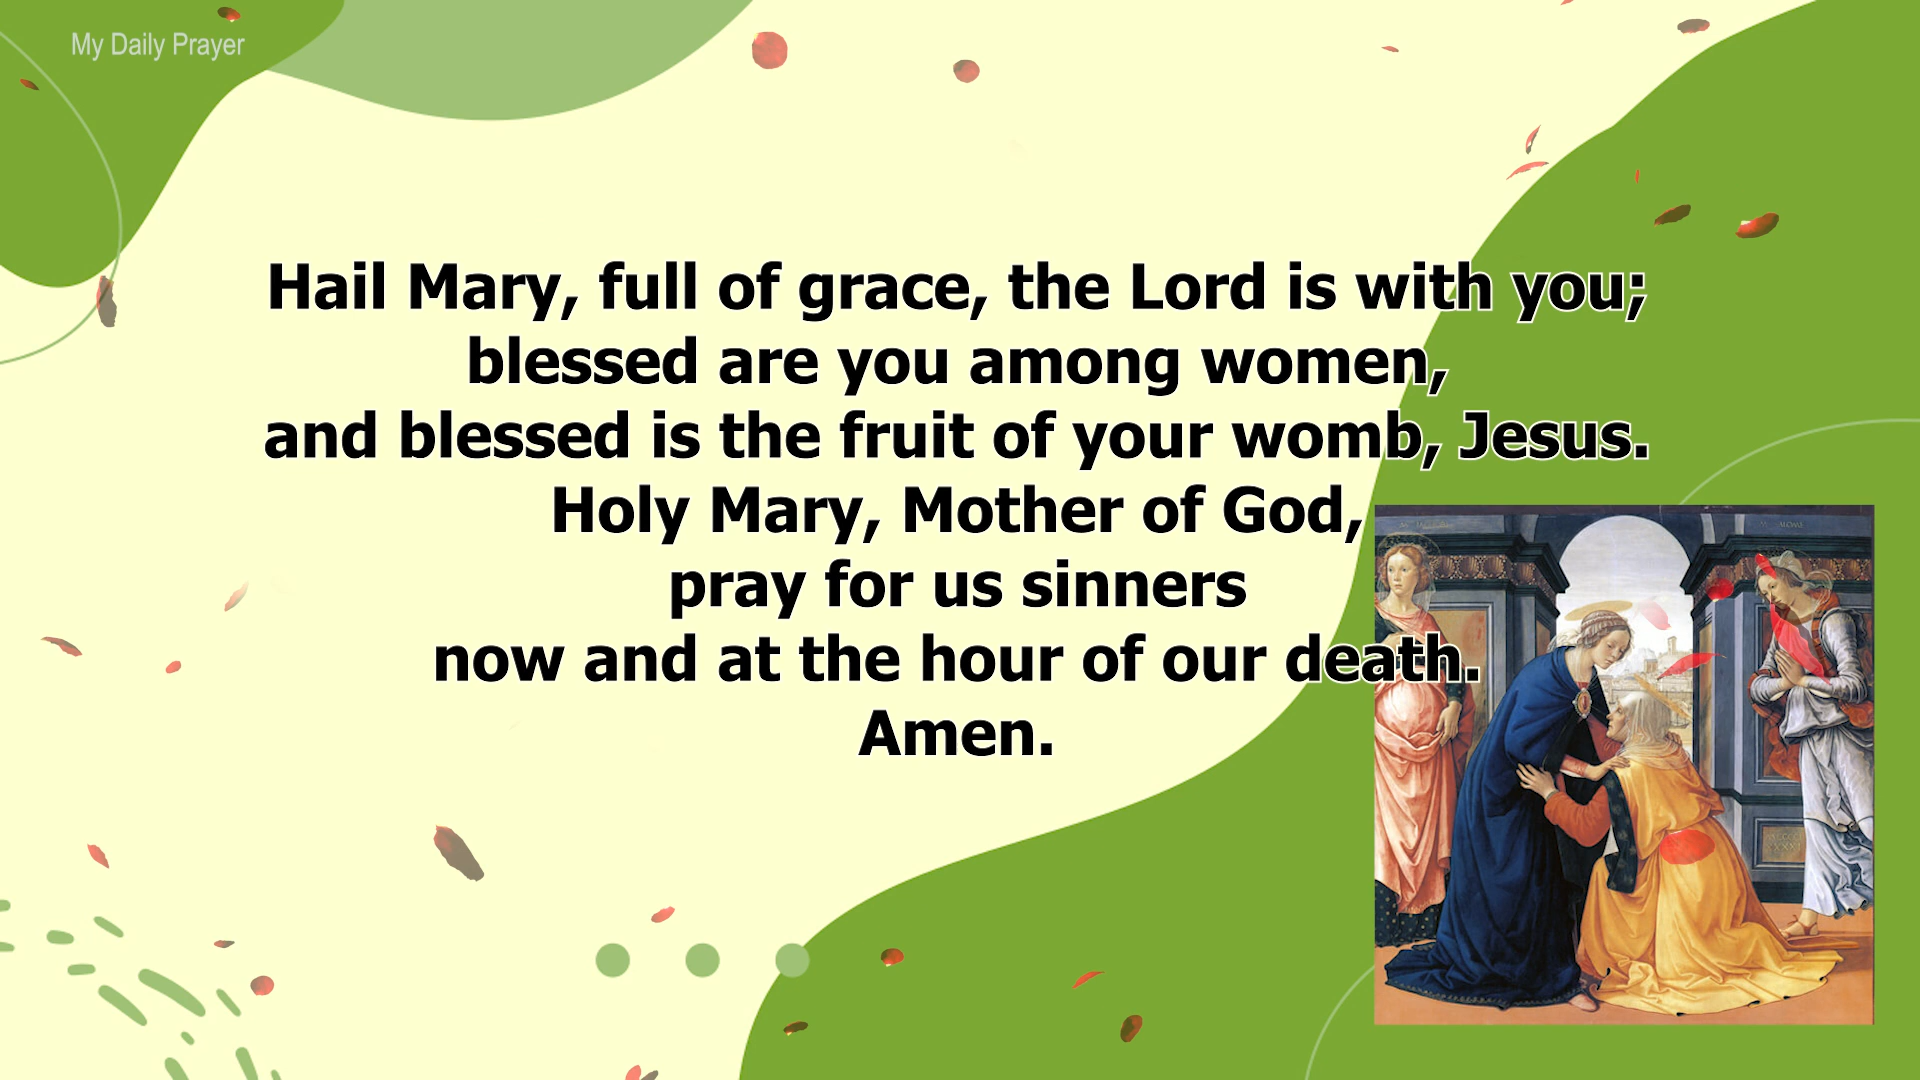 My Daily Prayer
Hail Mary, full of grace, the Lord is with you;
blessed are you among women,
and blessed is the fruit of your womb, Jesus.
Holy Mary, Mother of God,
pray for us sinners
now and at the hour of our death.
Amen.